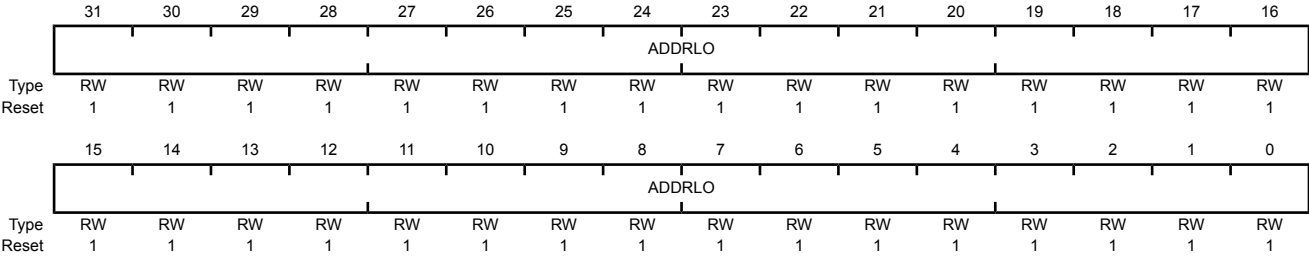 31 30 29 28 27 26 25 24 23 22 21 20 19 18 17 16
ADDRLO
Type RW RW RW RW RW RW RW RW RW RW RW RW RW RW RW RW
Reset 1 1 1 1 1 1 1 1 1 1 1 1 1 1 1 1
15 14 13 12 11 10 9 8 7 6 5 4 3 2 1 0
ADDRLO
Type RW RW RW RW RW RW RW RW RW RW RW RW RW RW RW RW
Reset 1 1 1 1 1 1 1 1 1 1 1 1 1 1 1 1